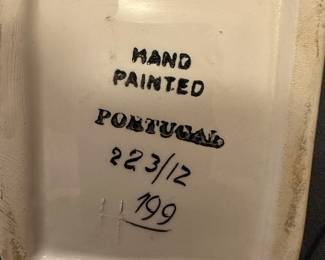 HAND
PAINTED
PORTUGAL
223/12
199